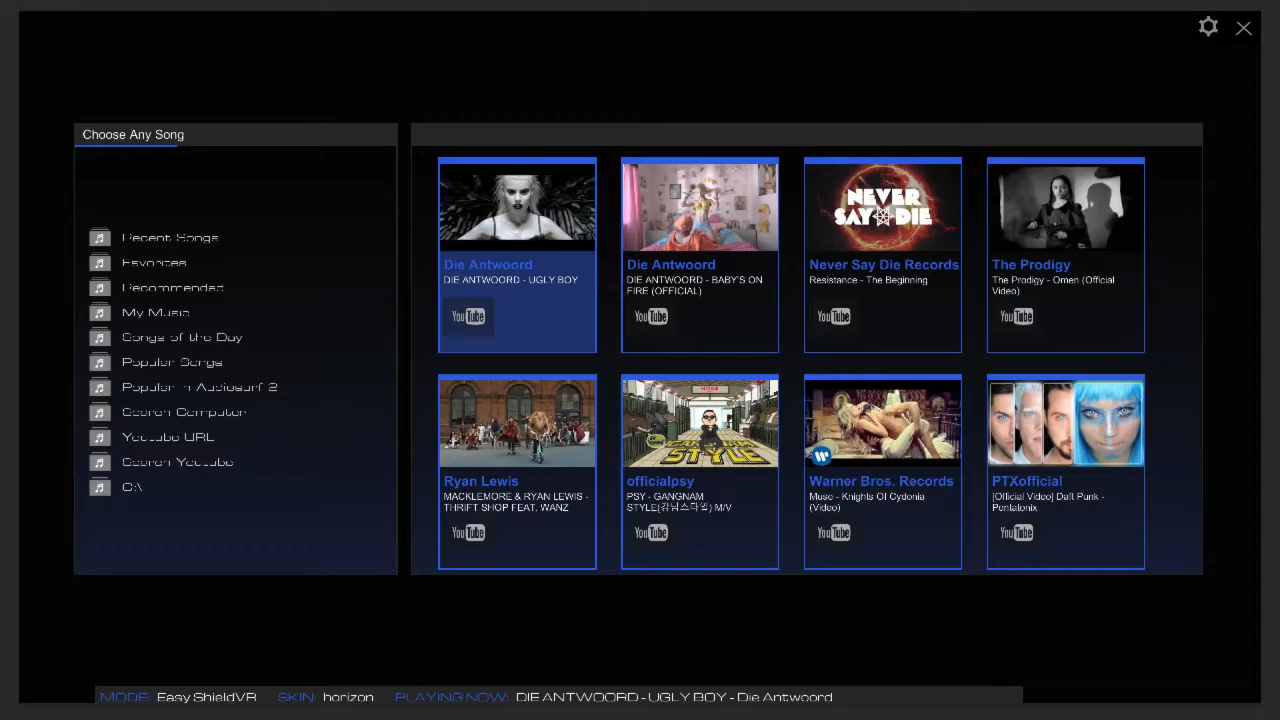 Choose Any Song
Recent Songs
Favorites
Recommended
My Music
Songs of the Day
Popular Songs
Popular in Audiosurf 2
Search Computer
Youtube URL
Search Youtube
C:\
Die Antwoord
DIE ANTWOORD - UGLY BOY
YouTube
Die Antwoord
DIE ANTWOORD - BABY'S ON
FIRE (OFFICIAL)
YouTube
NEVER
SAY DIE
Never Say Die Records
Resistance - The Beginning
YouTube
The Prodigy
The Prodigy - Omen (Official
Video)
YouTube
Ryan Lewis
MACKLEMORE & RYAN LEWIS -
THRIFT SHOP FEAT. WANZ
YouTube
GANGNAM
STYLE
officialpsy
PSY - GANGNAM
STYLE(강남스타일) M/V
YouTube
Warner Bros. Records
Muse - Knights Of Cydonia
(Video)
YouTube
PTXofficial
[Official Video] Daft Punk -
Pentatonix
YouTube
MODE: Easy ShieldVR SKIN: horizon PLAYING NOW: DIE ANTWOORD - UGLY BOY - Die Antwoord